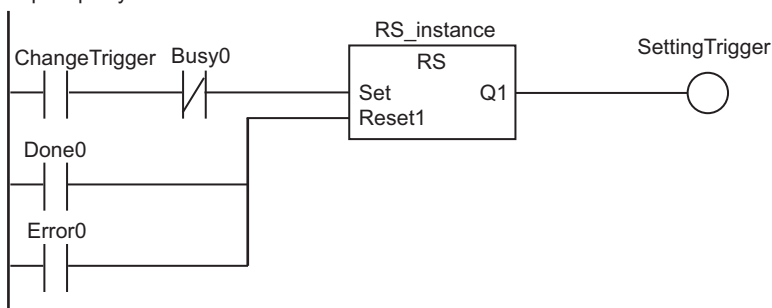 RS_instance
ChangeTrigger Busy0 RS SettingTrigger
Set Q1
Reset1
Done0
Error0